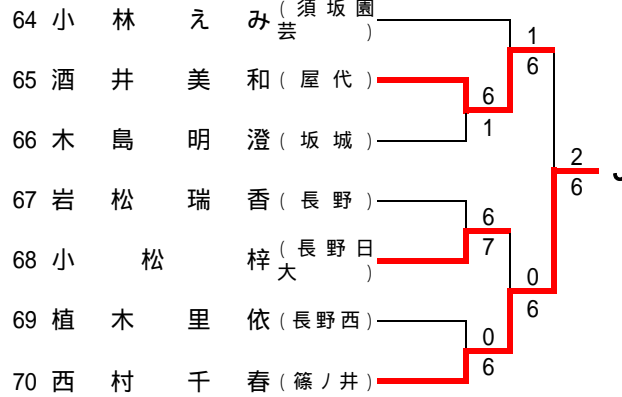 64 小 林 え み ( 須 坂 園 芸 )
1
6
65 酒 井 美 和 ( 屋 代 )
6
1
66 木 島 明 澄 ( 坂 城 )
2
6
67 岩 松 瑞 香 ( 長 野 )
6
7
68 小 松 梓 ( 長 野 日 大 )
0
6
69 植 木 里 依 ( 長 野 西 )
0
6
70 西 村 千 春 ( 篠 ノ 井 )